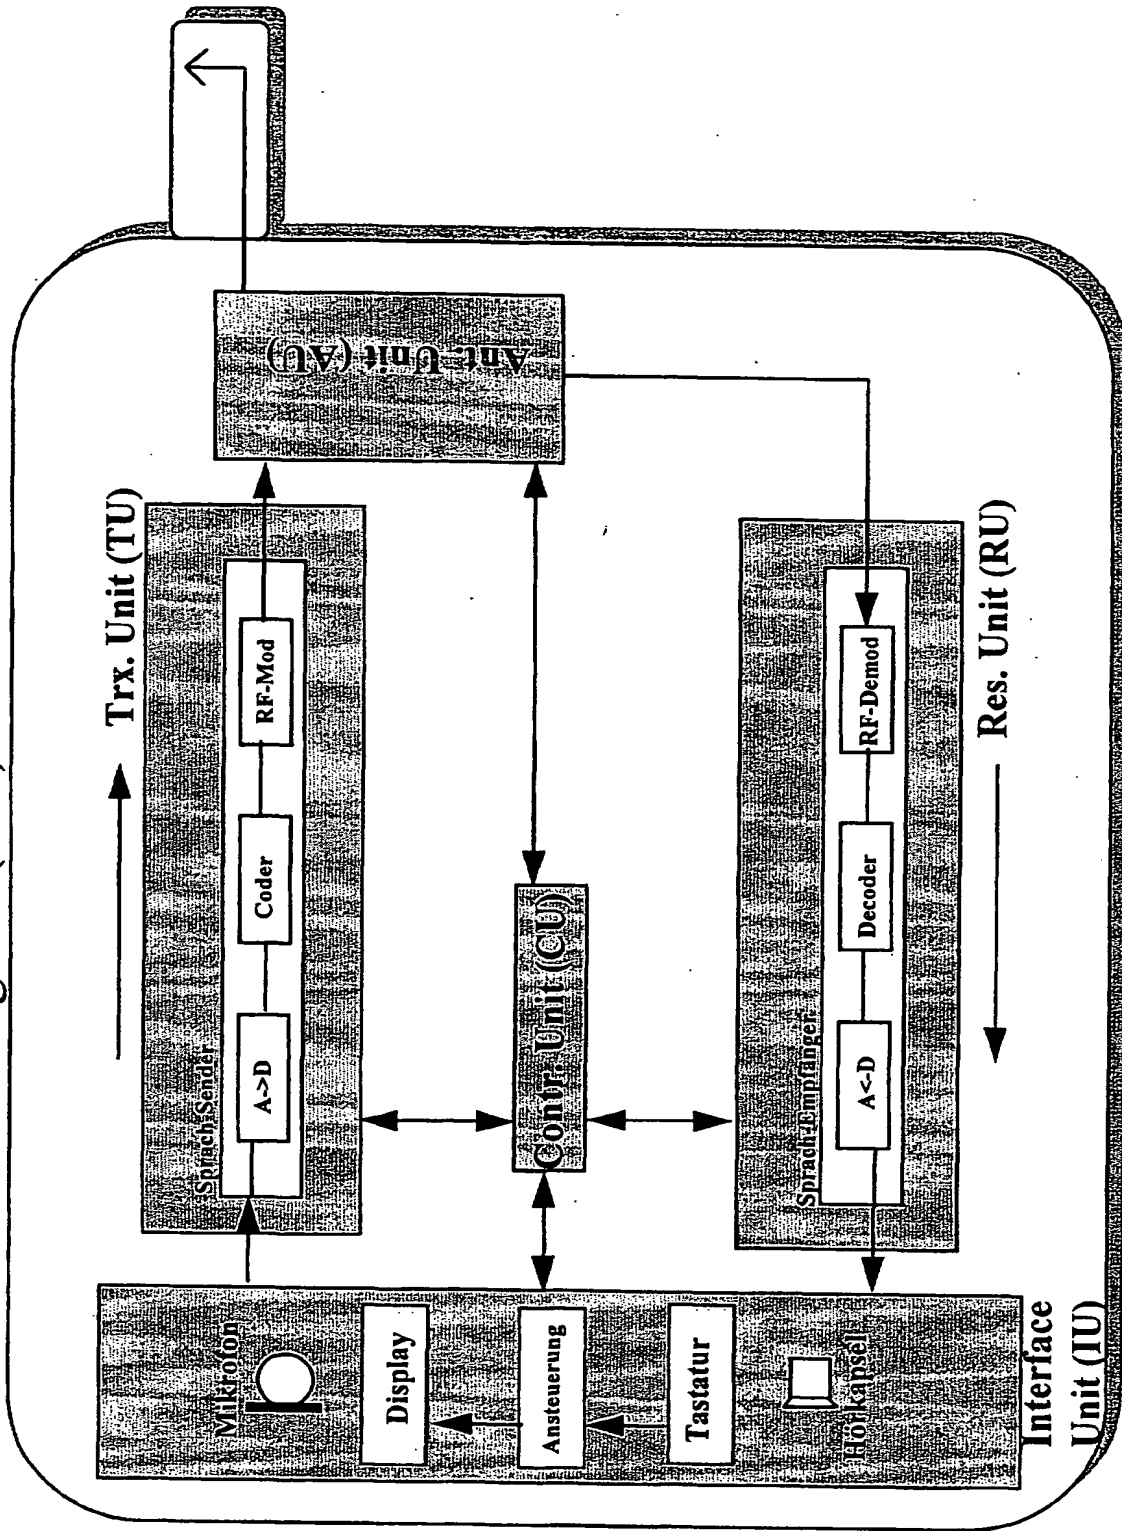 Trx. Unit (TU)
Sprach-Sender
A->D
Coder
RF-Mod
Ant. Unit (AU)
Contr. Unit (CU)
Mikrofon
Display
Ansteuerung
Tastatur
Hörkapsel
Interface
Unit (IU)
Sprach-Empfänger
A<-D
Decoder
RF-Demod
Res. Unit (RU)